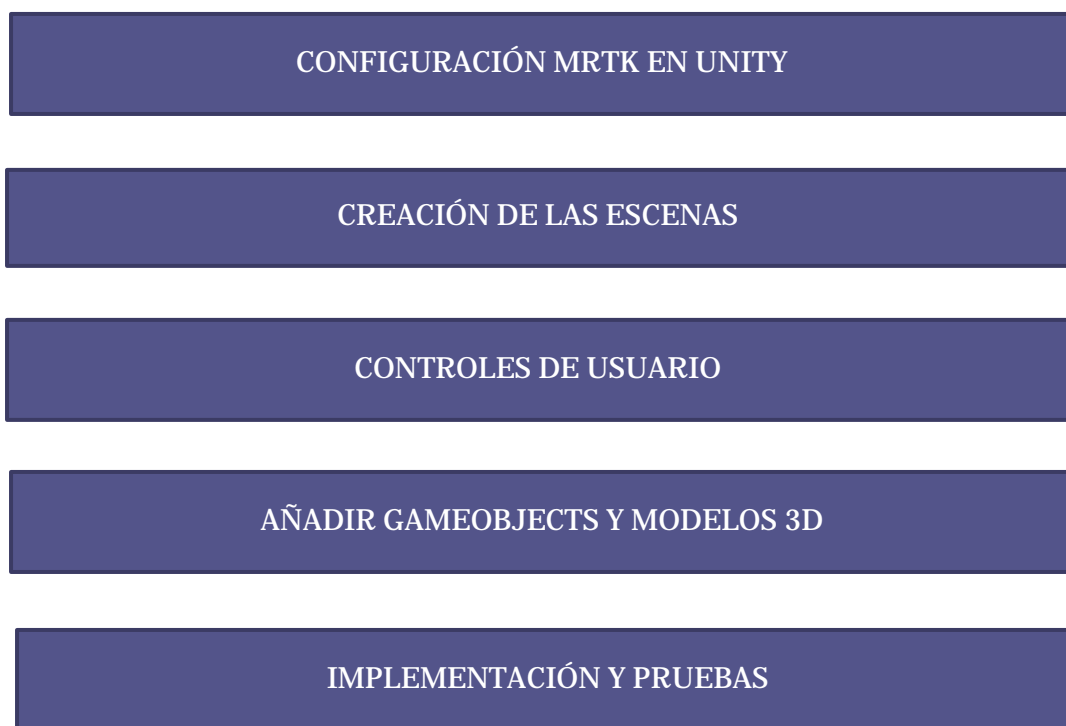 CONFIGURACIÓN MRTK EN UNITY
CREACIÓN DE LAS ESCENAS
CONTROLES DE USUARIO
AÑADIR GAMEOBJECTS Y MODELOS 3D
IMPLEMENTACIÓN Y PRUEBAS